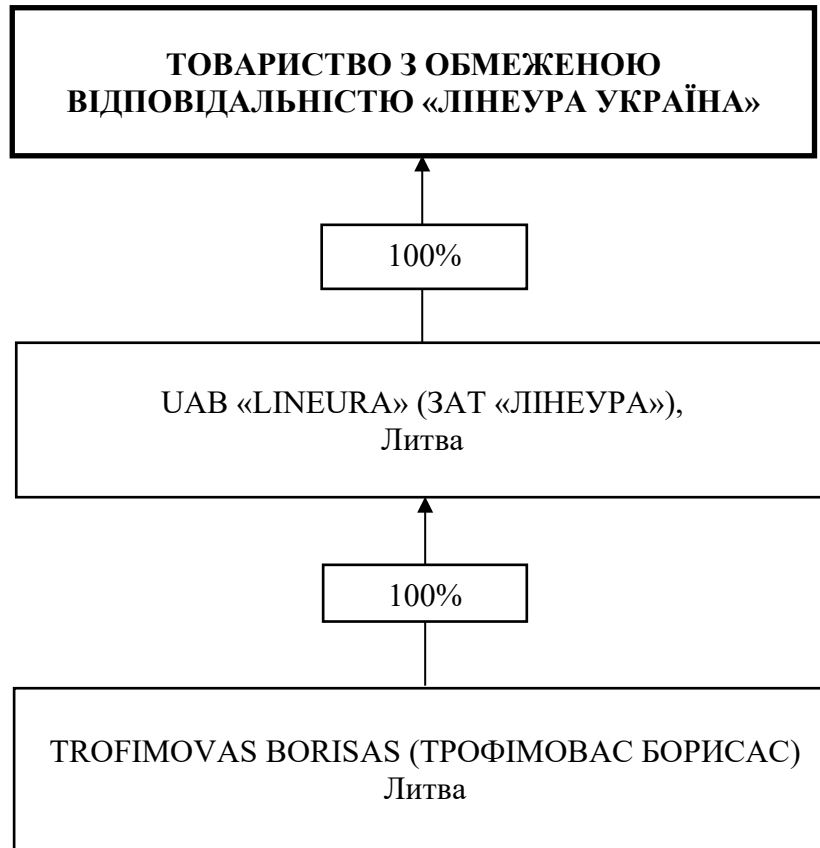 ТОВАРИСТВО З ОБМЕЖЕНОЮ
ВІДПОВІДАЛЬНІСТЮ «ЛІНЕУРА УКРАЇНА»
100%
UAB «LINEURA» (ЗАТ «ЛІНЕУРА»),
Литва
100%
TROFIMOVAS BORISAS (ТРОФІМОВАС БОРИСАС)
Литва